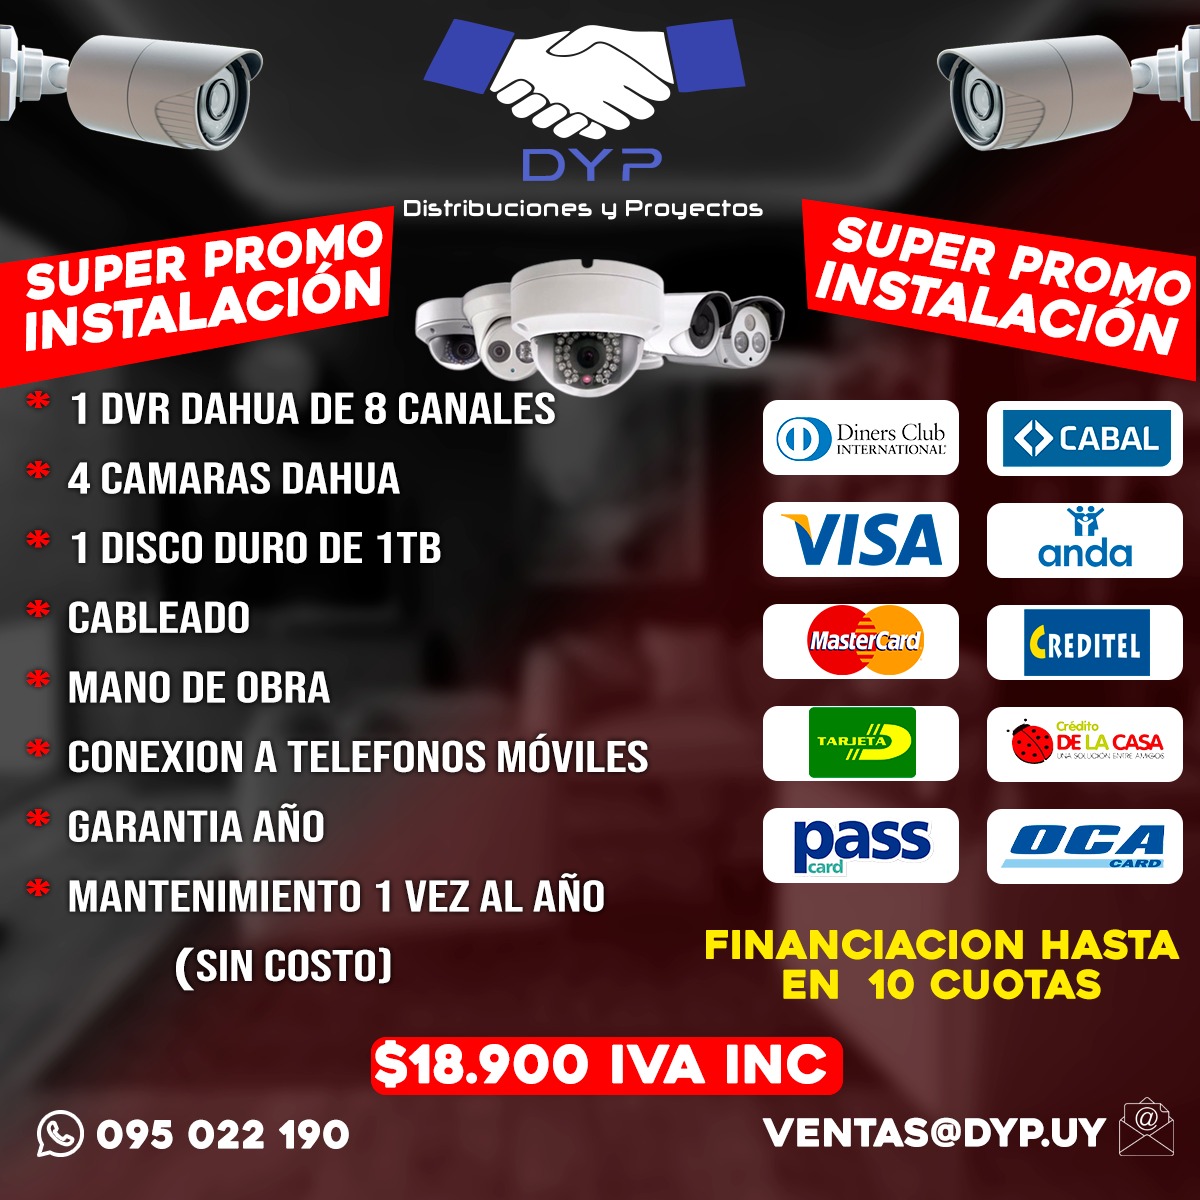 DYP
Distribuciones y Proyectos
SUPER PROMO
INSTALACIÓN
SUPER PROMO
INSTALACIÓN
* 1 DVR DAHUA DE 8 CANALES
* 4 CAMARAS DAHUA
* 1 DISCO DURO DE 1TB
* CABLEADO
* MANO DE OBRA
* CONEXION A TELEFONOS MÓVILES
* GARANTIA AÑO
* MANTENIMIENTO 1 VEZ AL AÑO
(SIN COSTO)
Diners Club
INTERNATIONAL
CABAL
VISA
anda
MasterCard
CREDITEL
TARJETA D
Crédito
DE LA CASA
UNA SOLUCIÓN ENTRE AMIGOS
pass
card
OCA
CARD
FINANCIACION HASTA
EN 10 CUOTAS
$18.900 IVA INC
095 022 190
VENTAS@DYP.UY
@